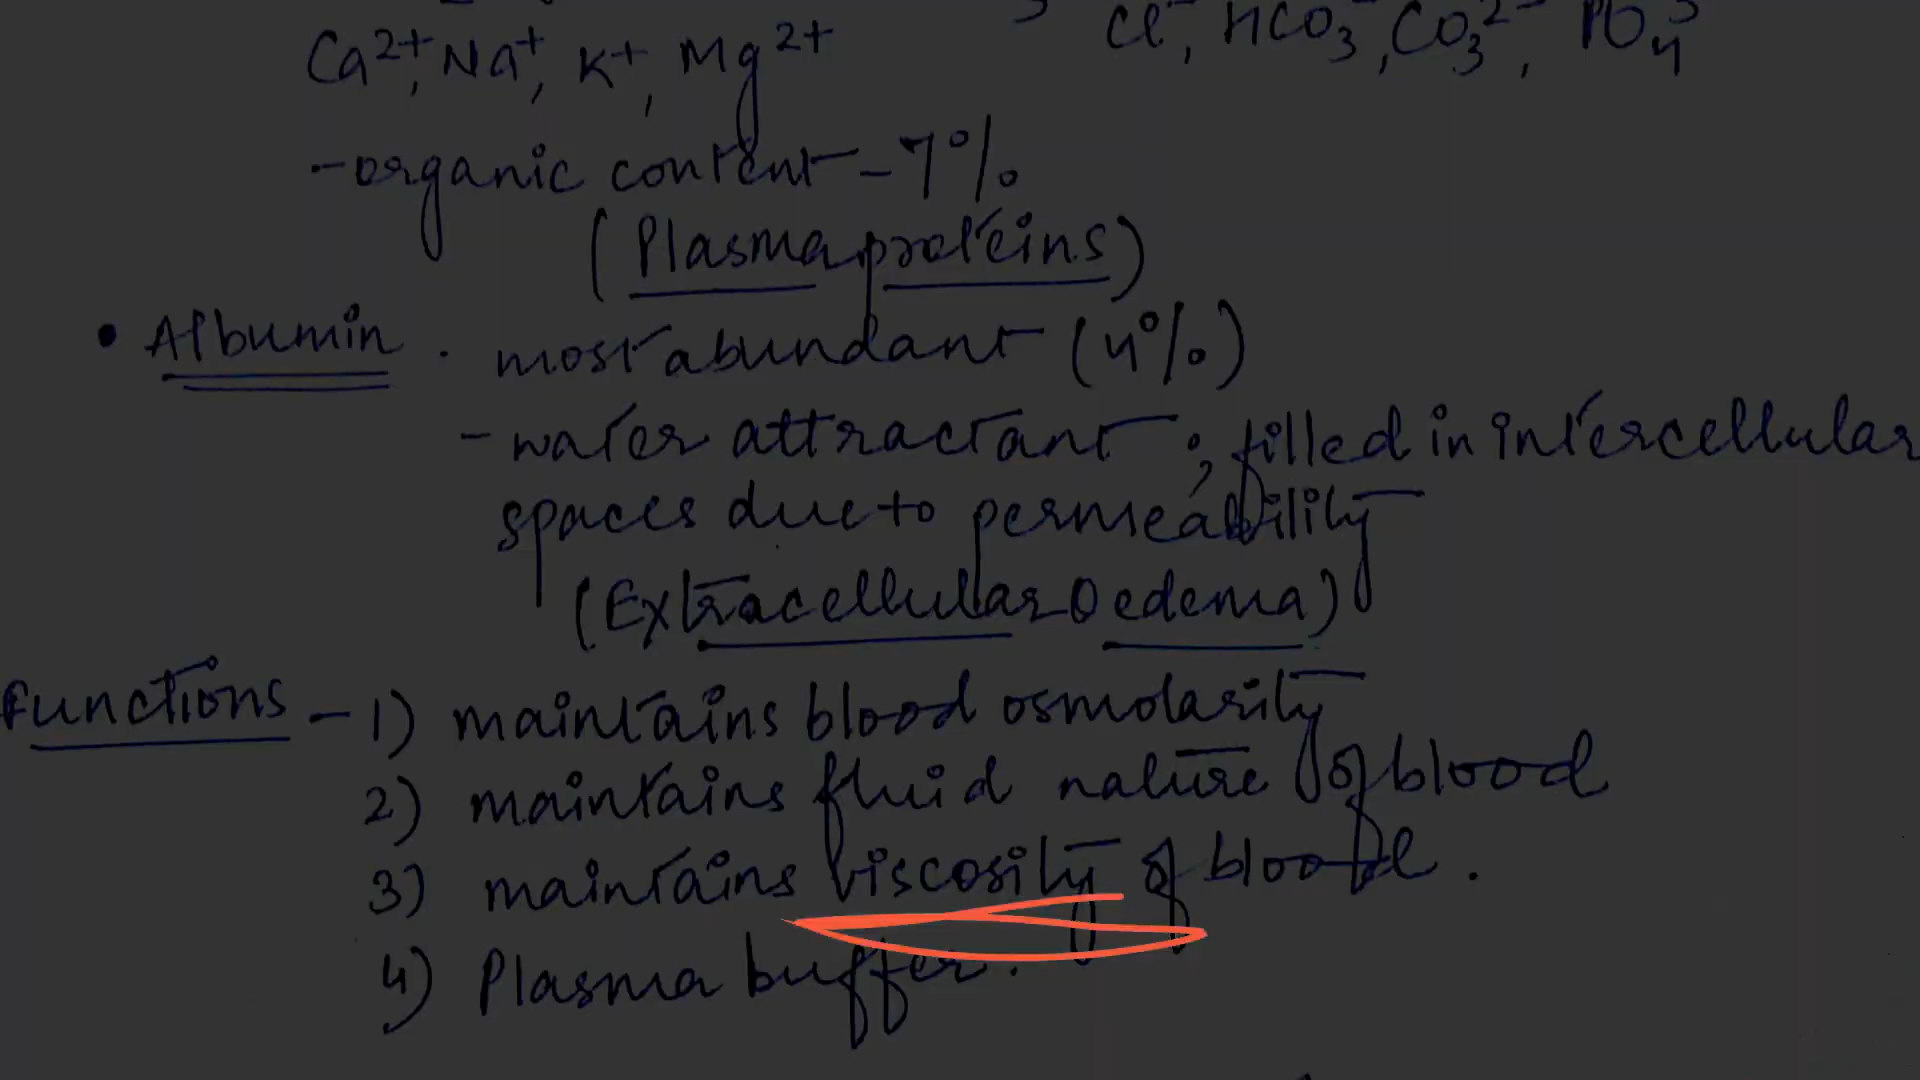 Ca²⁺, Na⁺, K⁺, Mg²⁺ Cl⁻, HCO₃⁻, CO₃²⁻, PO₄³⁻
- organic content - 7%
(Plasma proteins)
• Albumin - most abundant (4%)
- water attractant ; filled in intercellular
spaces due to permeability
(Extracellular Oedema)
Functions - 1) maintains blood osmolarity
2) maintains fluid nature of blood
3) maintains viscosity of blood.
4) Plasma buffer.